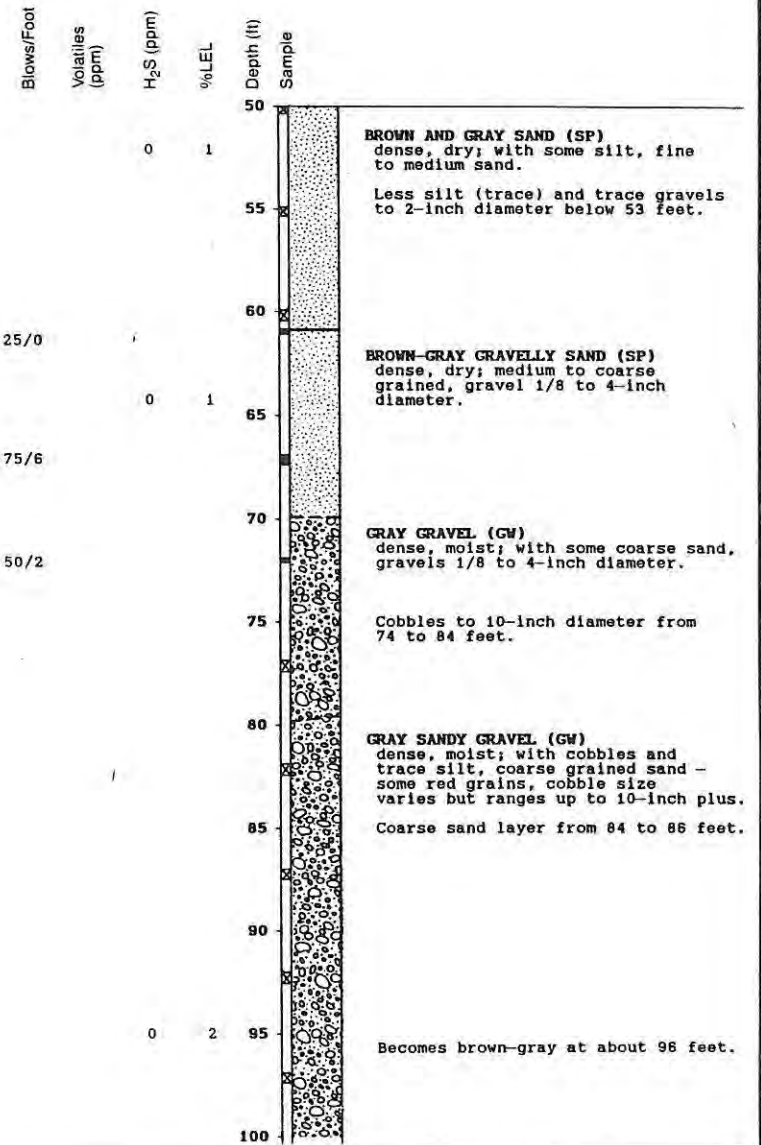 Blows/Foot
Volatiles
(ppm)
H₂S (ppm)
%LEL
Depth (ft)
Sample
50
BROWN AND GRAY SAND (SP)
dense, dry; with some silt, fine
to medium sand.
0 1
Less silt (trace) and trace gravels
to 2-inch diameter below 53 feet.
55
60
25/0
BROWN-GRAY GRAVELLY SAND (SP)
dense, dry; medium to coarse
grained, gravel 1/8 to 4-inch
diameter.
0 1
65
75/6
70
GRAY GRAVEL (GW)
dense, moist; with some coarse sand,
gravels 1/8 to 4-inch diameter.
50/2
75
Cobbles to 10-inch diameter from
74 to 84 feet.
80
GRAY SANDY GRAVEL (GW)
dense, moist; with cobbles and
trace silt, coarse grained sand –
some red grains, cobble size
varies but ranges up to 10-inch plus.
85
Coarse sand layer from 84 to 86 feet.
90
0 2
95
Becomes brown-gray at about 96 feet.
100